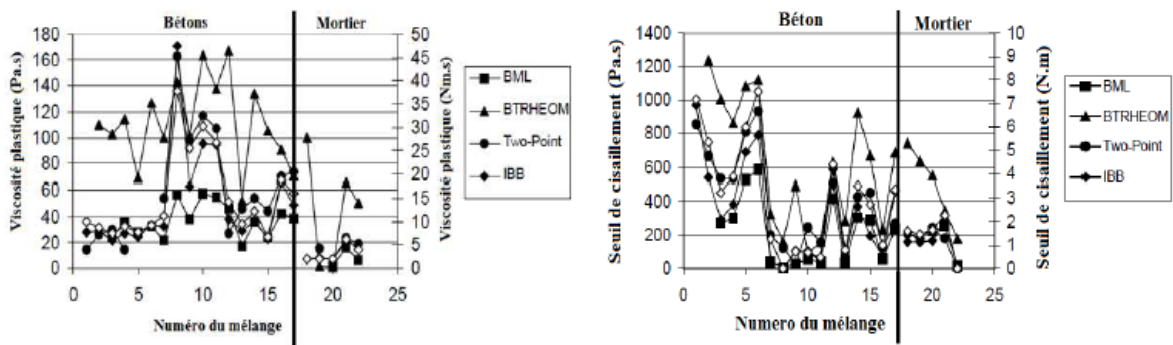 Bétons
Mortier
180
160
140
120
100
80
60
40
20
0
Viscosité plastique (Pa.s)
50
45
40
35
30
25
20
15
10
5
0
Viscosité plastique (Nm.s)
0
5
10
15
20
25
Numéro du mélange
BML
BTRHEOM
Two-Point
IBB
Béton
Mortier
1400
1200
1000
800
600
400
200
0
Seuil de cisaillement (Pa.s)
10
9
8
7
6
5
4
3
2
1
0
Seuil de cisaillement (N.m)
0
5
10
15
20
25
Numero du mélange
BML
BTRHEOM
Two-Point
IBB